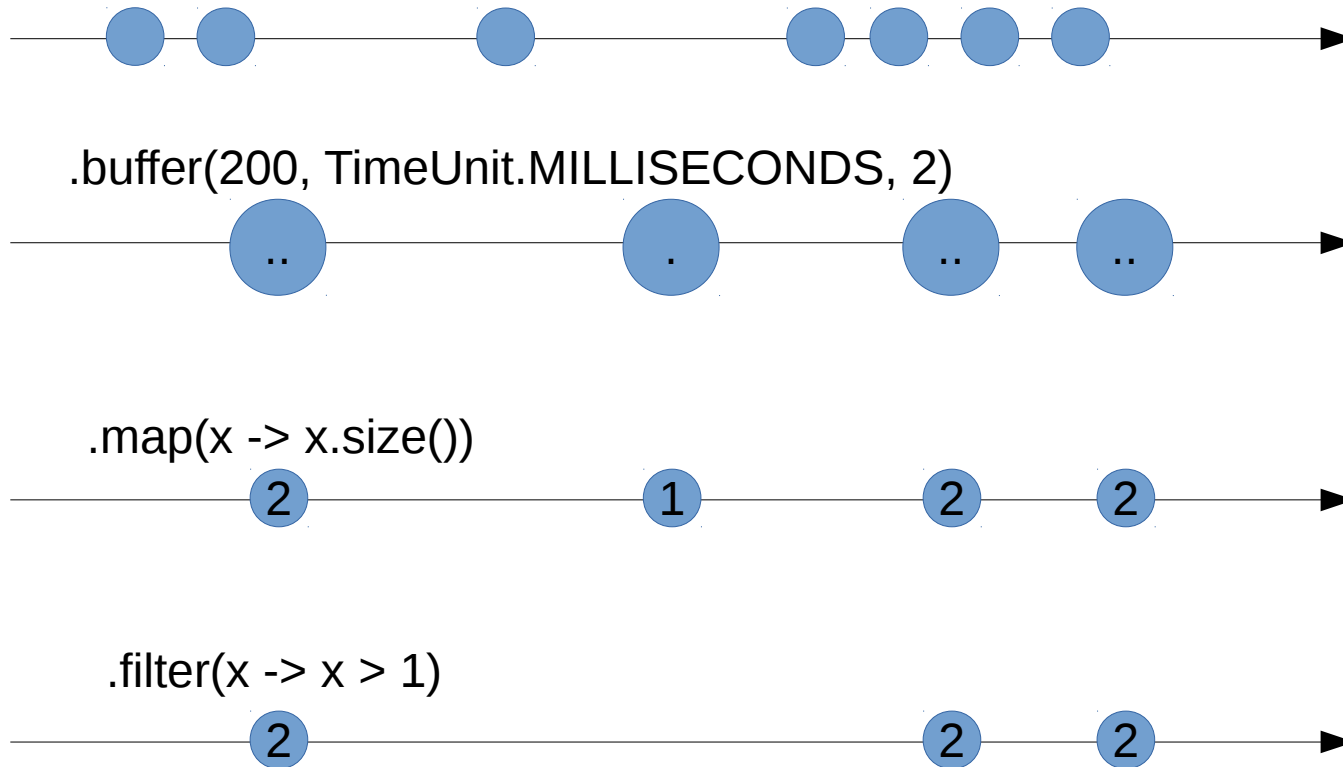 .buffer(200, TimeUnit.MILLISECONDS, 2)
.. . .. ..
.map(x -> x.size())
2 1 2 2
.filter(x -> x > 1)
2 2 2